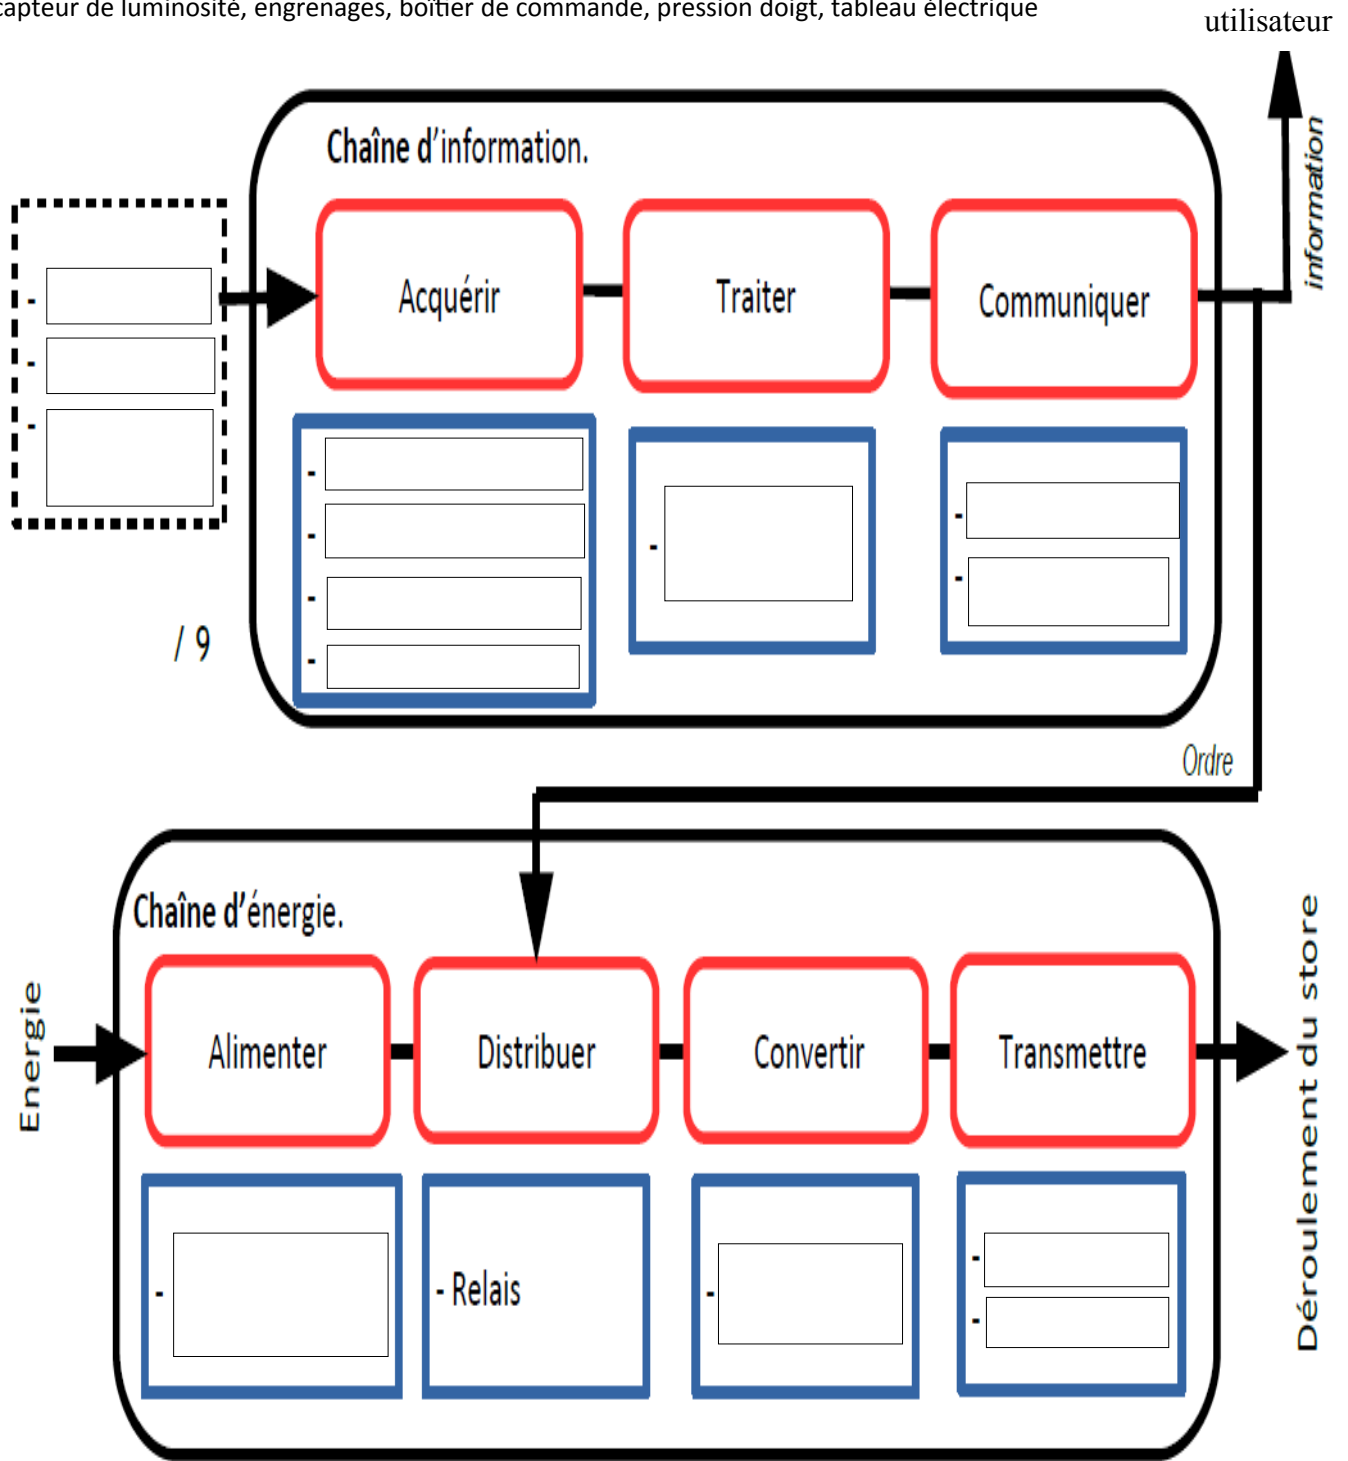 capteur de luminosité, engrenages, boîtier de commande, pression doigt, tableau électrique
utilisateur
information
Chaîne d'information.
Acquérir
Traiter
Communiquer
-
-
-
-
-
-
-
-
-
-
/ 9
Ordre
Chaîne d'énergie.
Energie
Alimenter
Distribuer
Convertir
Transmettre
Déroulement du store
-
- Relais
-
-
-